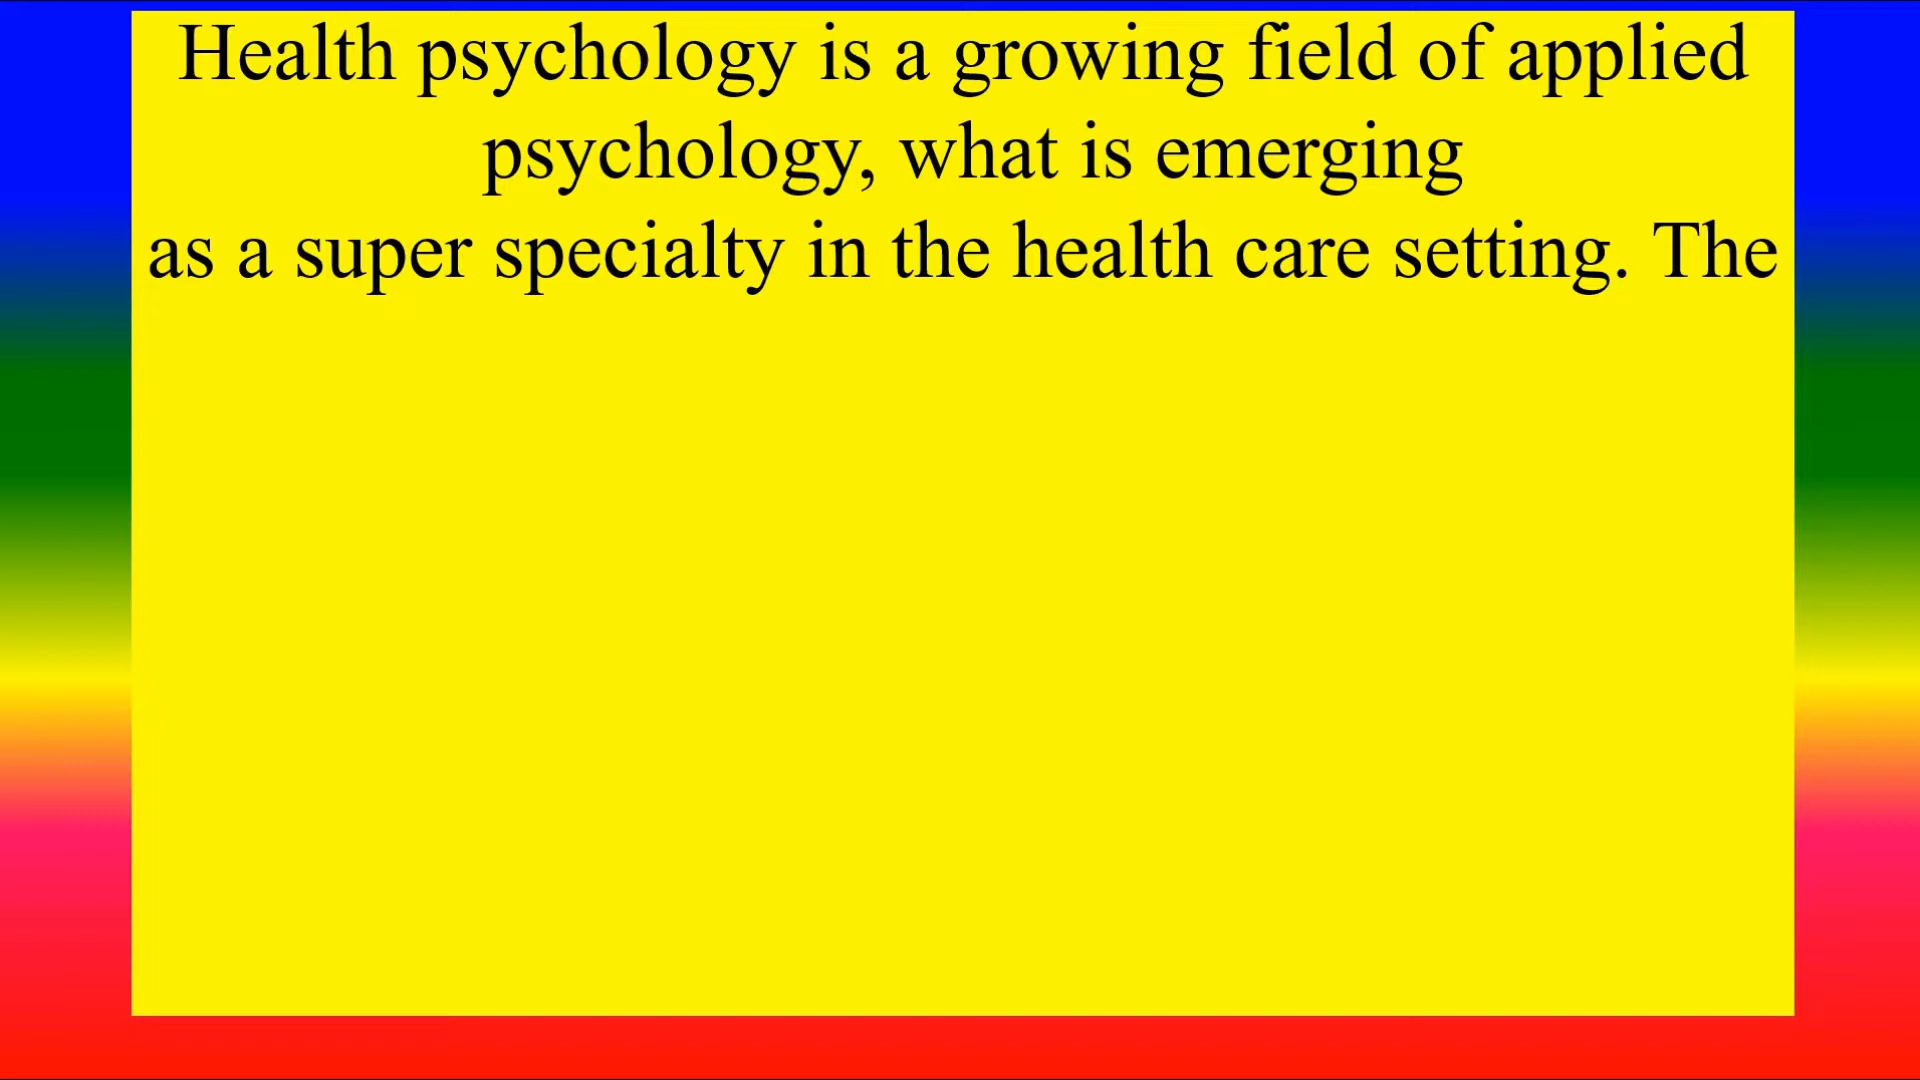 Health psychology is a growing field of applied
psychology, what is emerging
as a super specialty in the health care setting. The